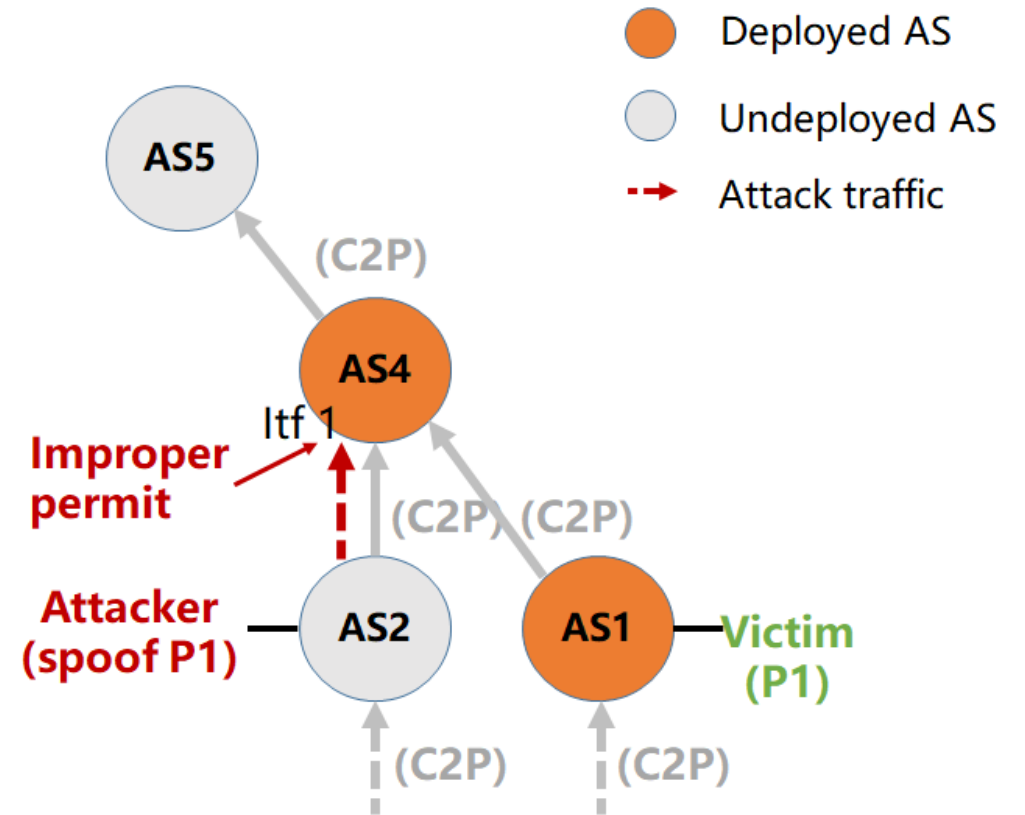 Deployed AS
Undeployed AS
Attack traffic
AS5
(C2P)
AS4
Itf 1
Improper
permit
(C2P)
(C2P)
Attacker
(spoof P1)
AS2
AS1
Victim
(P1)
(C2P)
(C2P)